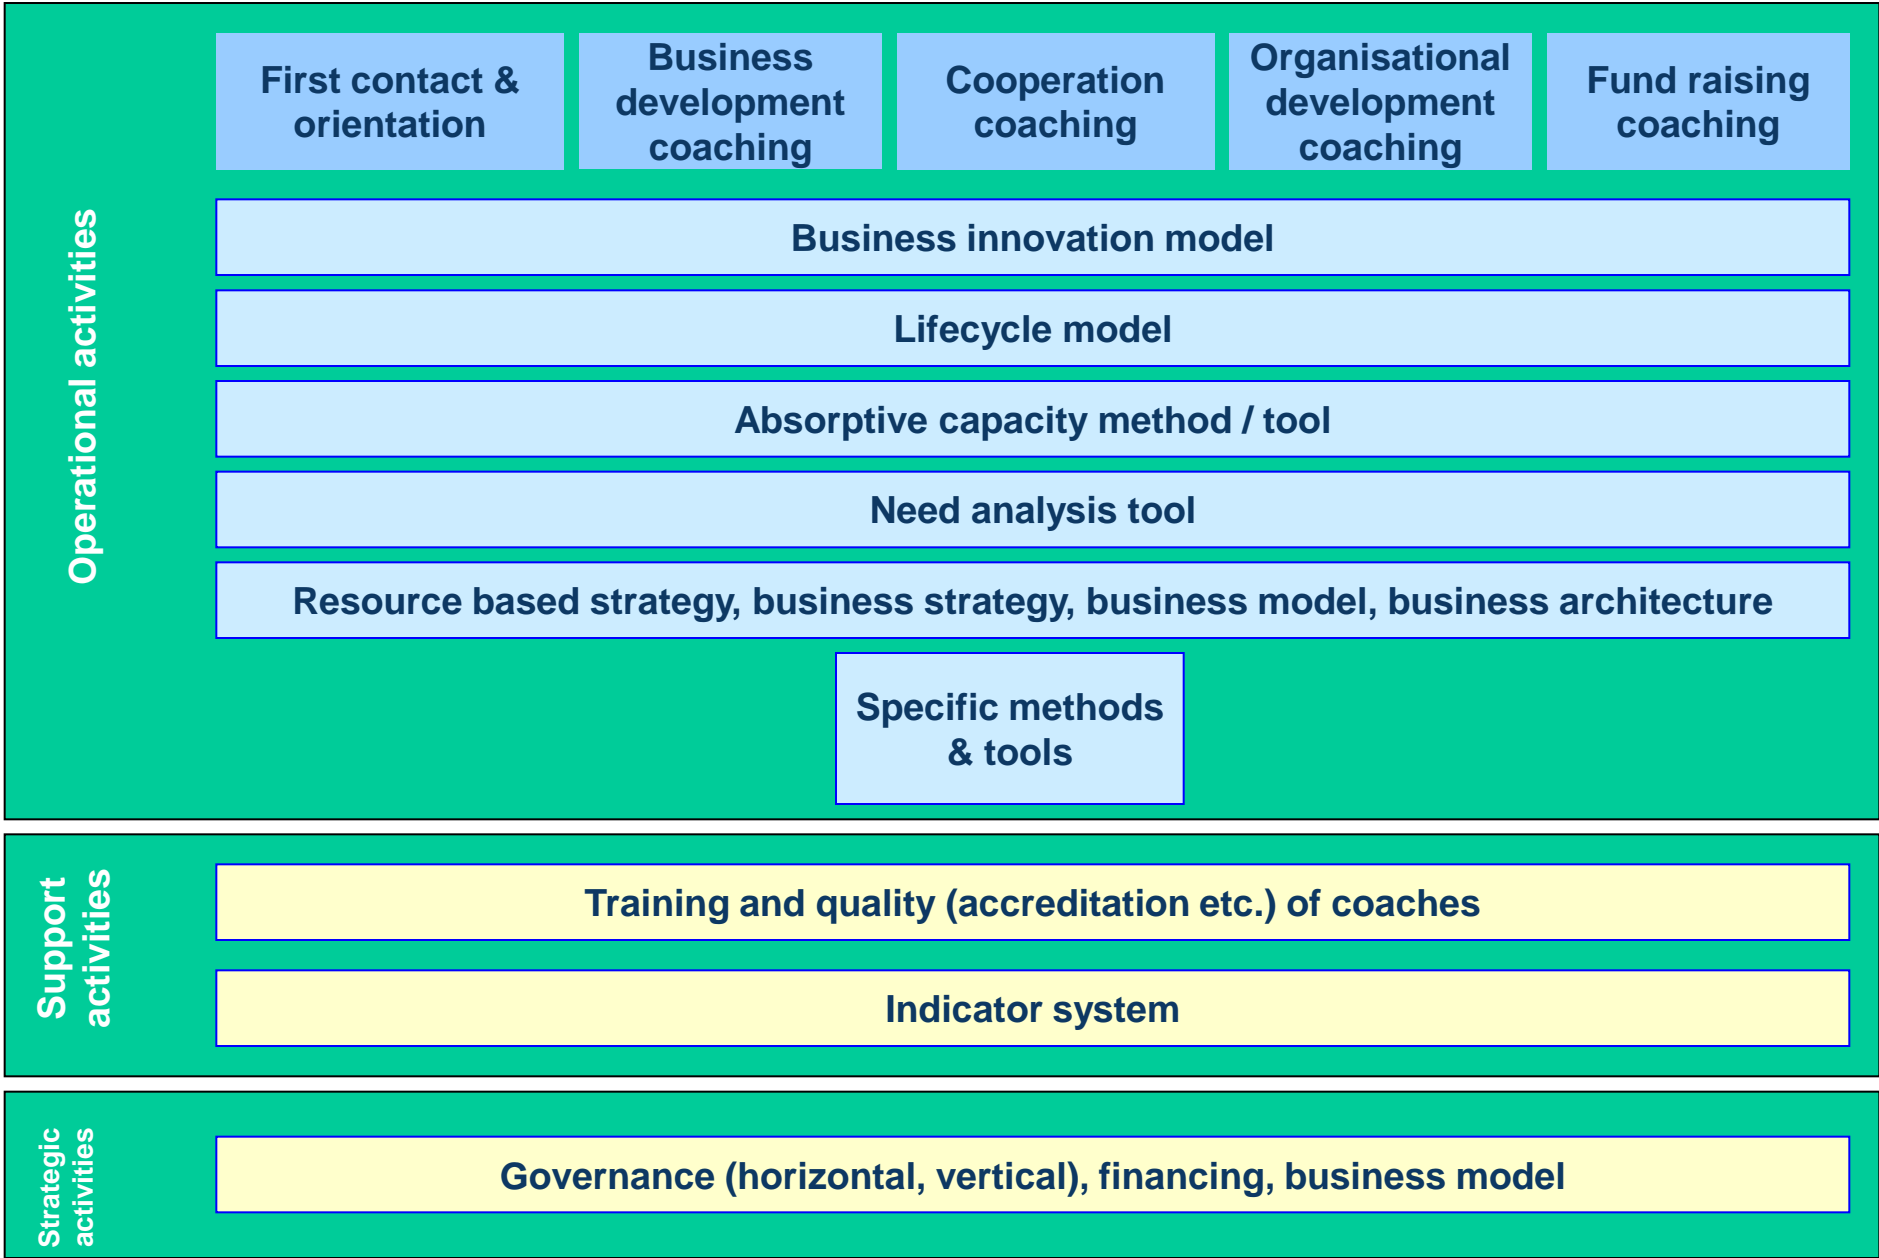 Operational activities
First contact &
orientation
Business
development
coaching
Cooperation
coaching
Organisational
development
coaching
Fund raising
coaching
Business innovation model
Lifecycle model
Absorptive capacity method / tool
Need analysis tool
Resource based strategy, business strategy, business model, business architecture
Specific methods
& tools
Support
activities
Training and quality (accreditation etc.) of coaches
Indicator system
Strategic
activities
Governance (horizontal, vertical), financing, business model